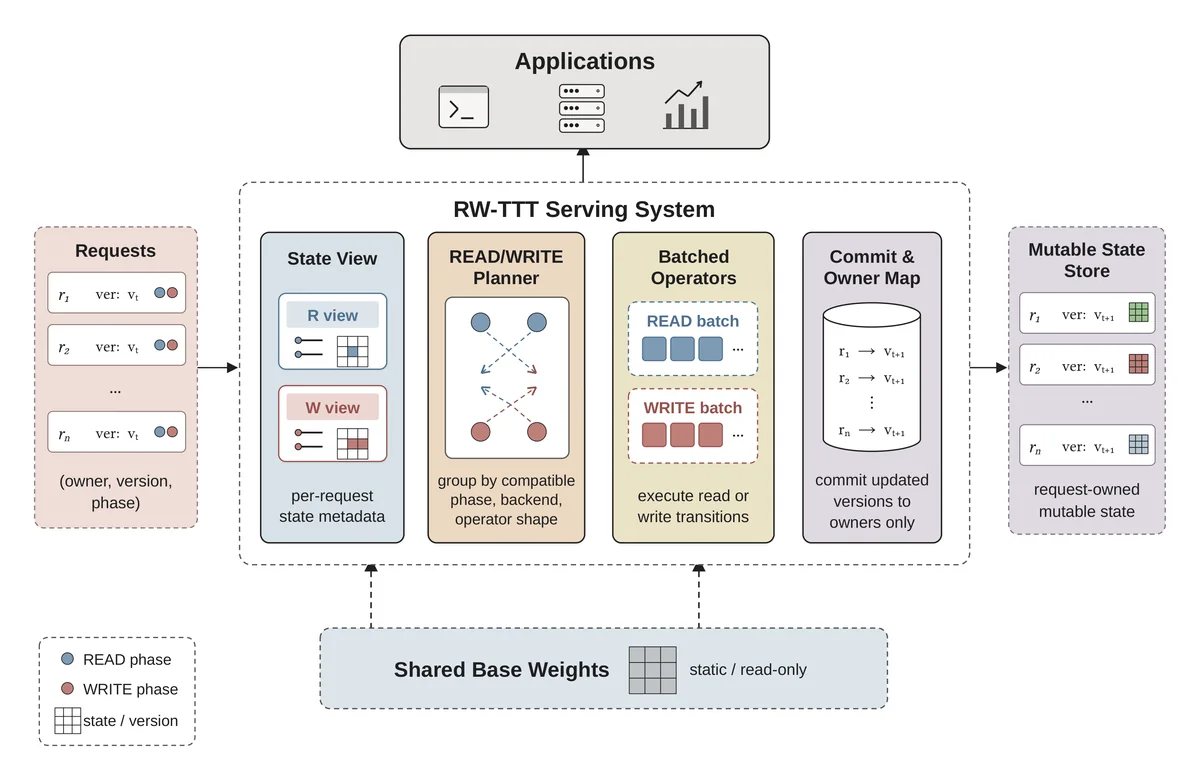 Applications
RW-TTT Serving System
Requests
r₁ ver: vₜ
r₂ ver: vₜ
...
rₙ ver: vₜ
(owner, version,
phase)
State View
R view
W view
per-request
state metadata
READ/WRITE
Planner
group by compatible
phase, backend,
operator shape
Batched
Operators
READ batch
...
WRITE batch
...
execute read or
write transitions
Commit &
Owner Map
r₁ → vₜ₊₁
r₂ → vₜ₊₁
⋮
rₙ → vₜ₊₁
commit updated
versions to
owners only
Mutable State
Store
r₁ ver: vₜ₊₁
r₂ ver: vₜ₊₁
...
rₙ ver: vₜ₊₁
request-owned
mutable state
Shared Base Weights
static / read-only
READ phase
WRITE phase
state / version